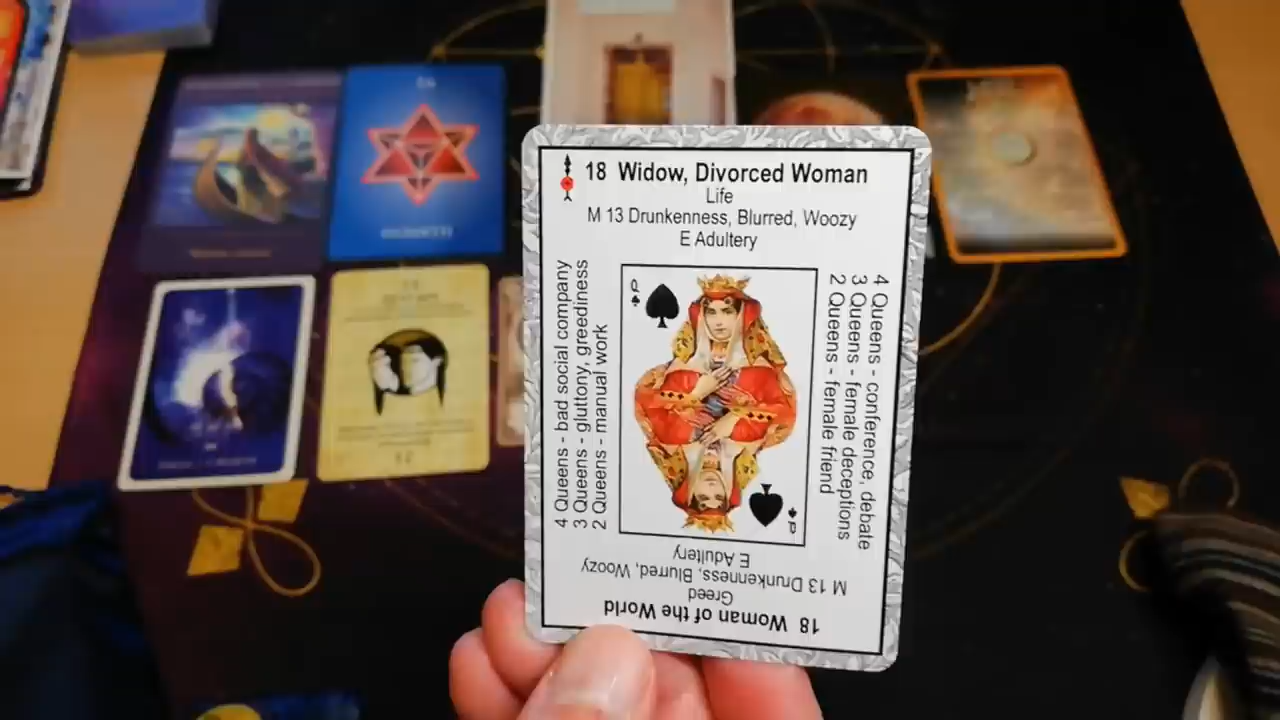 18 Widow, Divorced Woman
Life
M 13 Drunkenness, Blurred, Woozy
E Adultery
4 Queens - bad social company
3 Queens - gluttony, greediness
2 Queens - manual work
Q
4 Queens - conference, debate
3 Queens - female deceptions
2 Queens - female friend
Q
E Adultery
M 13 Drunkenness, Blurred, Woozy
Greed
18 Woman of the World